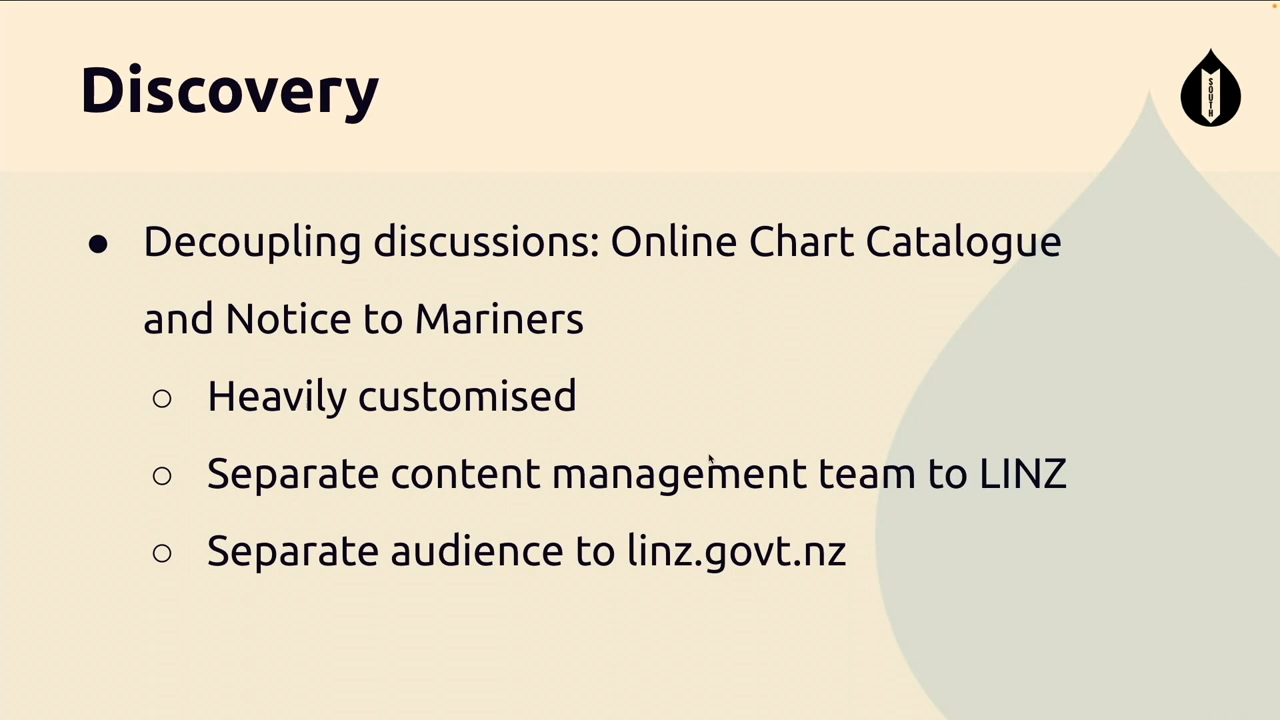 Discovery
SOUTH
● Decoupling discussions: Online Chart Catalogue
and Notice to Mariners
○ Heavily customised
○ Separate content management team to LINZ
○ Separate audience to linz.govt.nz